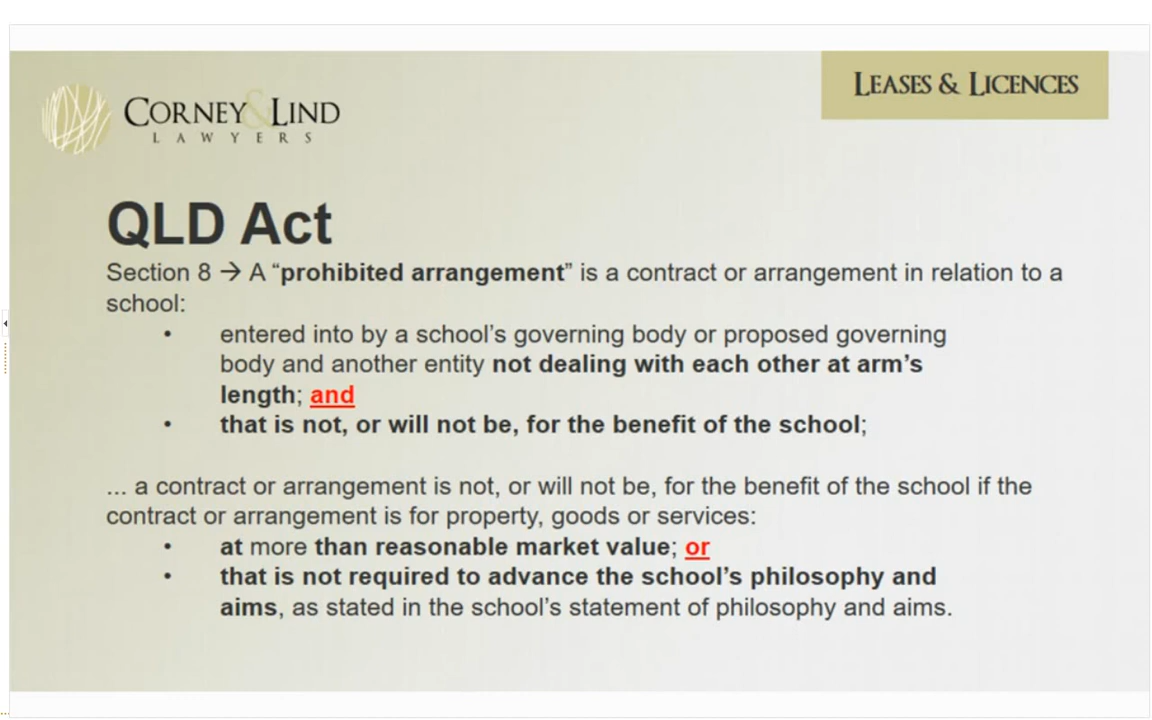 CORNEY & LIND
LAWYERS
LEASES & LICENCES
QLD Act
Section 8 → A “prohibited arrangement” is a contract or arrangement in relation to a
school:
• entered into by a school’s governing body or proposed governing
body and another entity not dealing with each other at arm’s
length; and
• that is not, or will not be, for the benefit of the school;
... a contract or arrangement is not, or will not be, for the benefit of the school if the
contract or arrangement is for property, goods or services:
• at more than reasonable market value; or
• that is not required to advance the school’s philosophy and
aims, as stated in the school’s statement of philosophy and aims.